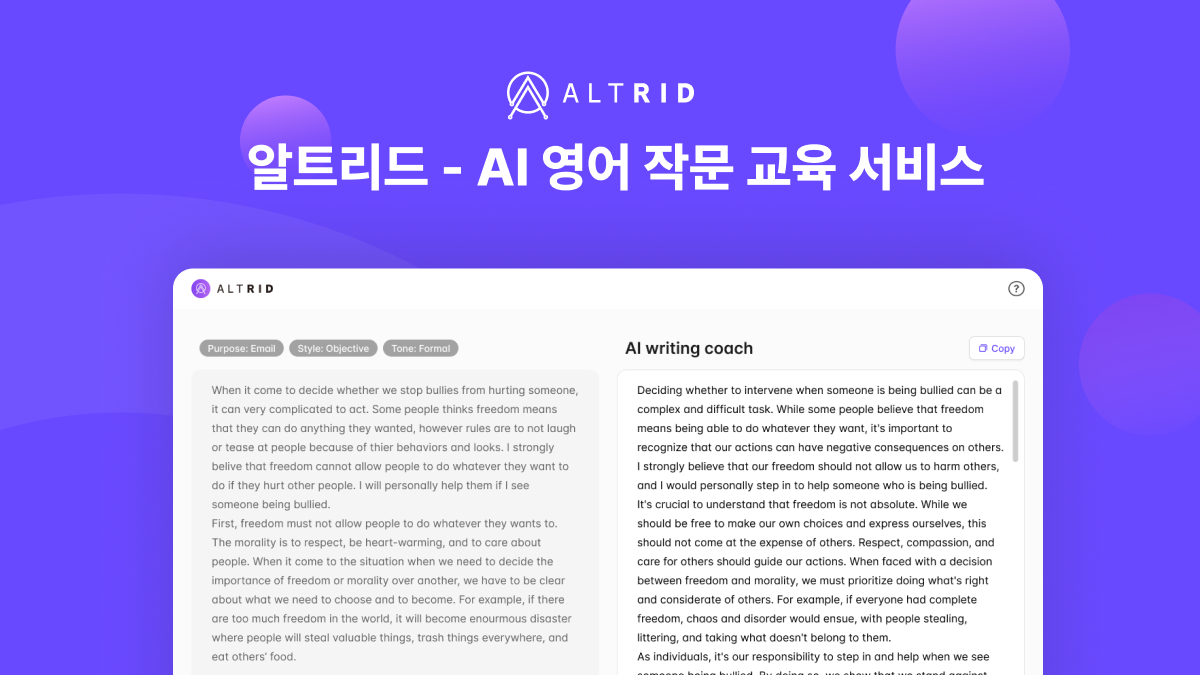 ALTRID
알트리드 - AI 영어 작문 교육 서비스
ALTRID
?
Purpose: Email
Style: Objective
Tone: Formal
When it come to decide whether we stop bullies from hurting someone,
it can very complicated to act. Some people thinks freedom means
that they can do anything they wanted, however rules are to not laugh
or tease at people because of thier behaviors and looks. I strongly
belive that freedom cannot allow people to do whatever they want to
do if they hurt other people. I will personally help them if I see
someone being bullied.
First, freedom must not allow people to do whatever they wants to.
The morality is to respect, be heart-warming, and to care about
people. When it come to the situation when we need to decide the
importance of freedom or morality over another, we have to be clear
about what we need to choose and to become. For example, if there
are too much freedom in the world, it will become enourmous disaster
where people will steal valuable things, trash things everywhere, and
eat others' food.
AI writing coach
Copy
Deciding whether to intervene when someone is being bullied can be a
complex and difficult task. While some people believe that freedom
means being able to do whatever they want, it's important to
recognize that our actions can have negative consequences on others.
I strongly believe that our freedom should not allow us to harm others,
and I would personally step in to help someone who is being bullied.
It's crucial to understand that freedom is not absolute. While we
should be free to make our own choices and express ourselves, this
should not come at the expense of others. Respect, compassion, and
care for others should guide our actions. When faced with a decision
between freedom and morality, we must prioritize doing what's right
and considerate of others. For example, if everyone had complete
freedom, chaos and disorder would ensue, with people stealing,
littering, and taking what doesn't belong to them.
As individuals, it's our responsibility to step in and help when we see
someone being bullied. By doing so, we show that we stand against